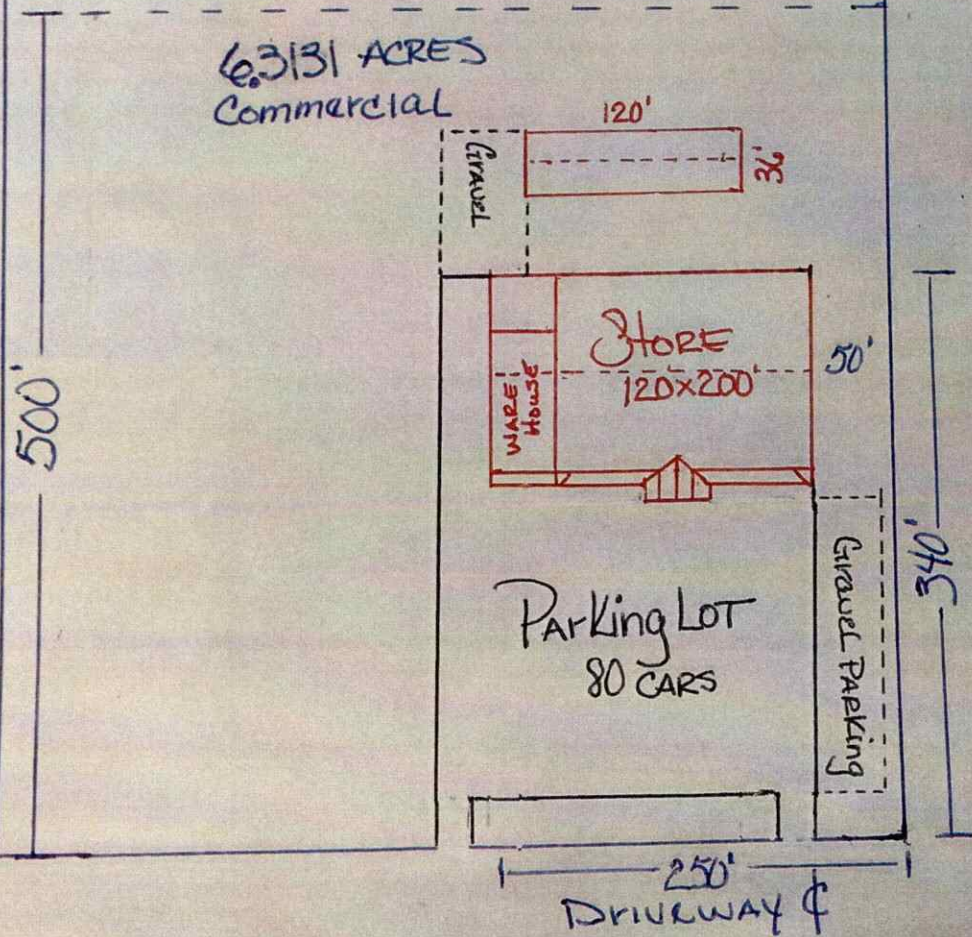 6.3131 ACRES
Commercial
120'
36'
Gravel
500'
STORE
120'x200'
50'
WARE
House
340'
Parking Lot
80 CARS
Gravel Parking
250'
Driveway ₵